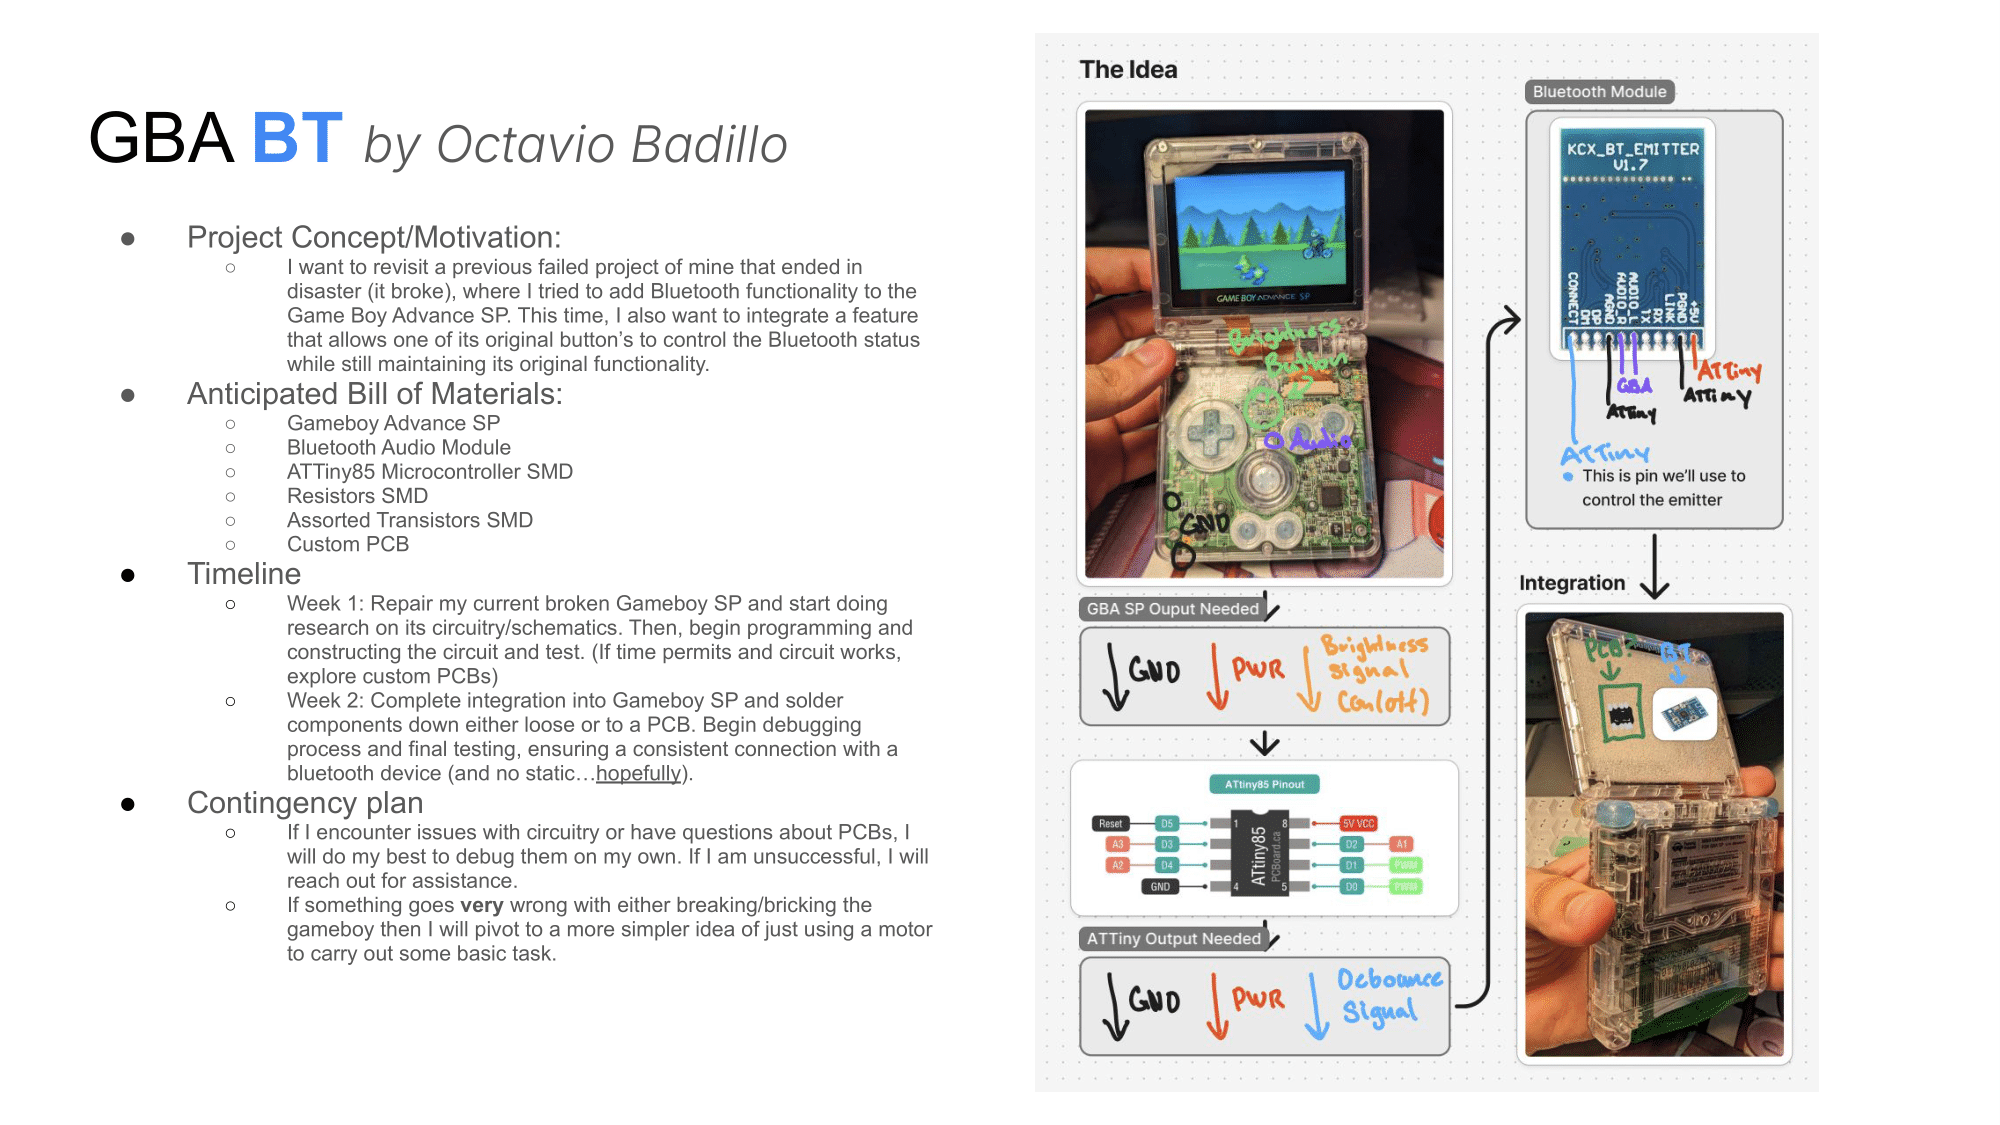 GBA BT by Octavio Badillo
● Project Concept/Motivation:
○ I want to revisit a previous failed project of mine that ended in
disaster (it broke), where I tried to add Bluetooth functionality to the
Game Boy Advance SP. This time, I also want to integrate a feature
that allows one of its original button’s to control the Bluetooth status
while still maintaining its original functionality.
● Anticipated Bill of Materials:
○ Gameboy Advance SP
○ Bluetooth Audio Module
○ ATTiny85 Microcontroller SMD
○ Resistors SMD
○ Assorted Transistors SMD
○ Custom PCB
● Timeline
○ Week 1: Repair my current broken Gameboy SP and start doing
research on its circuitry/schematics. Then, begin programming and
constructing the circuit and test. (If time permits and circuit works,
explore custom PCBs)
○ Week 2: Complete integration into Gameboy SP and solder
components down either loose or to a PCB. Begin debugging
process and final testing, ensuring a consistent connection with a
bluetooth device (and no static…hopefully).
● Contingency plan
○ If I encounter issues with circuitry or have questions about PCBs, I
will do my best to debug them on my own. If I am unsuccessful, I will
reach out for assistance.
○ If something goes very wrong with either breaking/bricking the
gameboy then I will pivot to a more simpler idea of just using a motor
to carry out some basic task.
The Idea
GAME BOY ADVANCE SP
Brightness
Button
Audio
GND
GBA SP Ouput Needed
GND
PWR
Brightness
Signal
(on/off)
ATtiny85 Pinout
Reset D5 1 8 5V VCC
A3 D3 D2 A1
A2 D4 D1 PWM
GND 4 5 D0 PWM
ATtiny85
PCBoard.ca
ATTiny Output Needed
GND
PWR
Debounce
Signal
Bluetooth Module
KCX_BT_EMITTER
V1.7
CONNECT
DM
DP
AGND
AUDIO_R
AUDIO_L
TX
RX
LINK
PGND
+5V
ATTiny
GBA
ATTiny
ATTiny
ATTiny
● This is pin we’ll use to
control the emitter
Integration
PCB?
BT